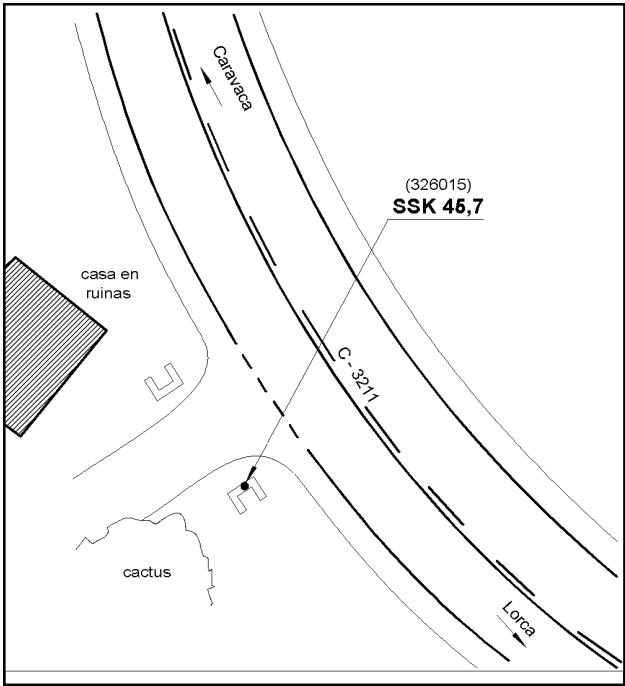 Caravaca
(326015)
SSK 45,7
casa en
ruinas
C - 3211
cactus
Lorca